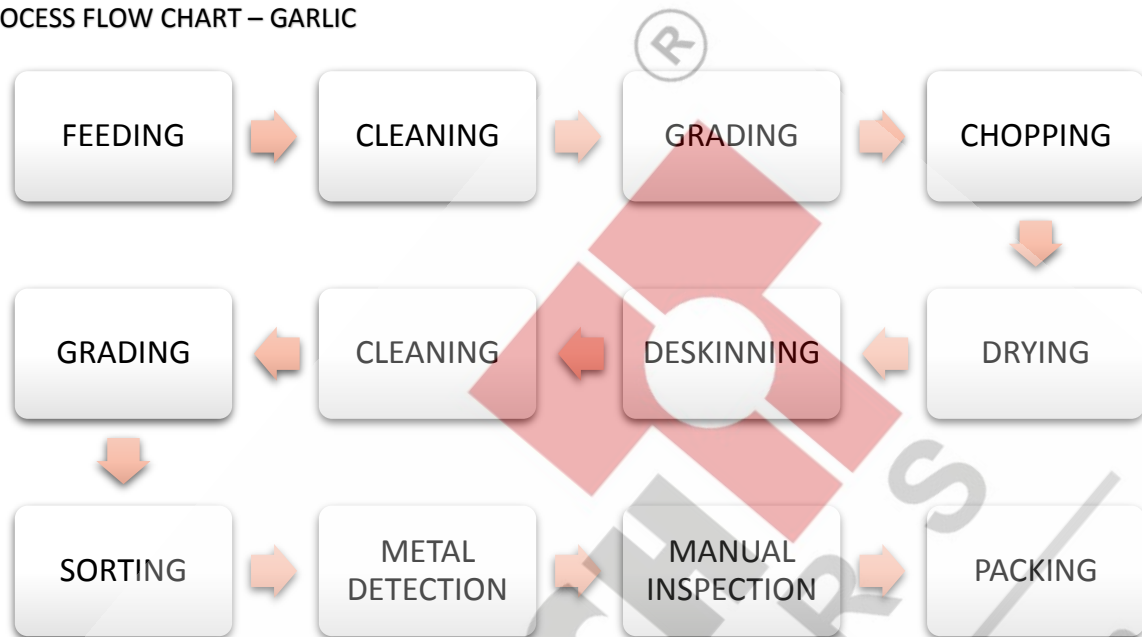 OCESS FLOW CHART – GARLIC
®
FEEDING
CLEANING
GRADING
CHOPPING
GRADING
CLEANING
DESKINNING
DRYING
SORTING
METAL
DETECTION
MANUAL
INSPECTION
PACKING